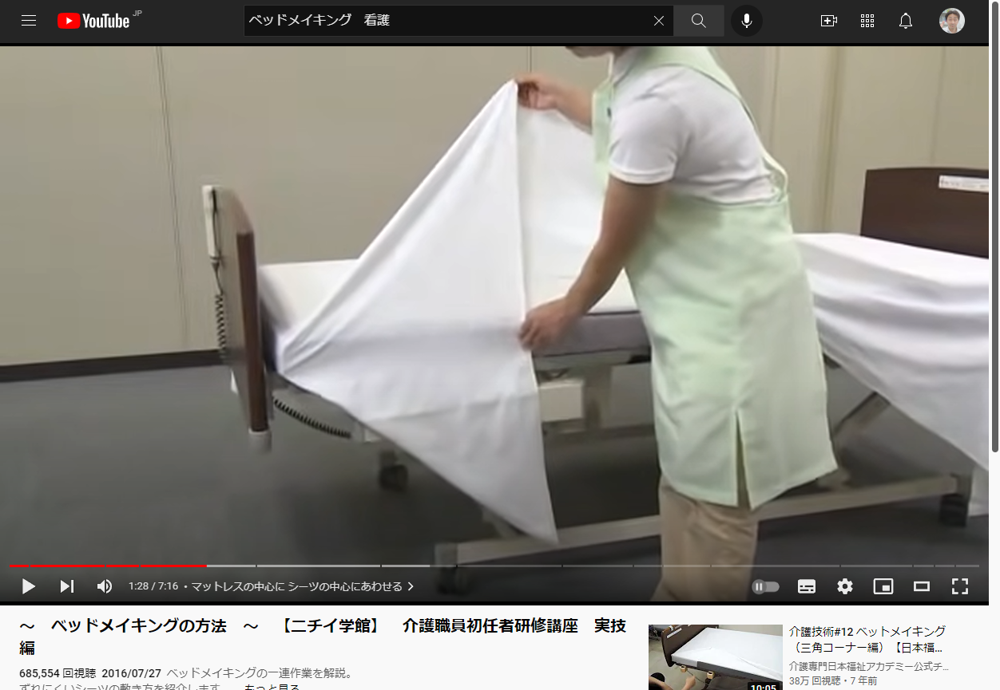 YouTube JP
ベッドメイキング 看護
1:28 / 7:16 ・ マットレスの中心に シーツの中心にあわせる
～ ベッドメイキングの方法 ～ 【ニチイ学館】 介護職員初任者研修講座 実技
編
685,554 回視聴 2016/07/27 ベッドメイキングの一連作業を解説。
ずれにくいシーツの敷き方を紹介します。 もっと見る
介護技術#12 ベットメイキング
（三角コーナー編）【日本福...
介護専門日本福祉アカデミー公式チ...
38万 回視聴・7 年前
10:05